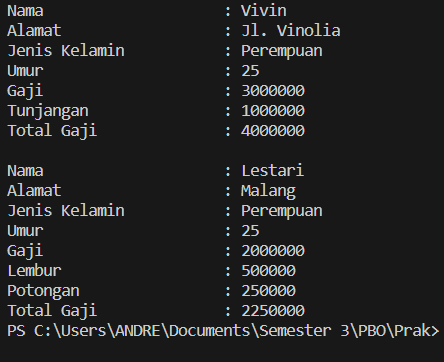 Nama : Vivin
Alamat : Jl. Vinolia
Jenis Kelamin : Perempuan
Umur : 25
Gaji : 3000000
Tunjangan : 1000000
Total Gaji : 4000000
Nama : Lestari
Alamat : Malang
Jenis Kelamin : Perempuan
Umur : 25
Gaji : 2000000
Lembur : 500000
Potongan : 250000
Total Gaji : 2250000
PS C:\Users\ANDRE\Documents\Semester 3\PBO\Prak>